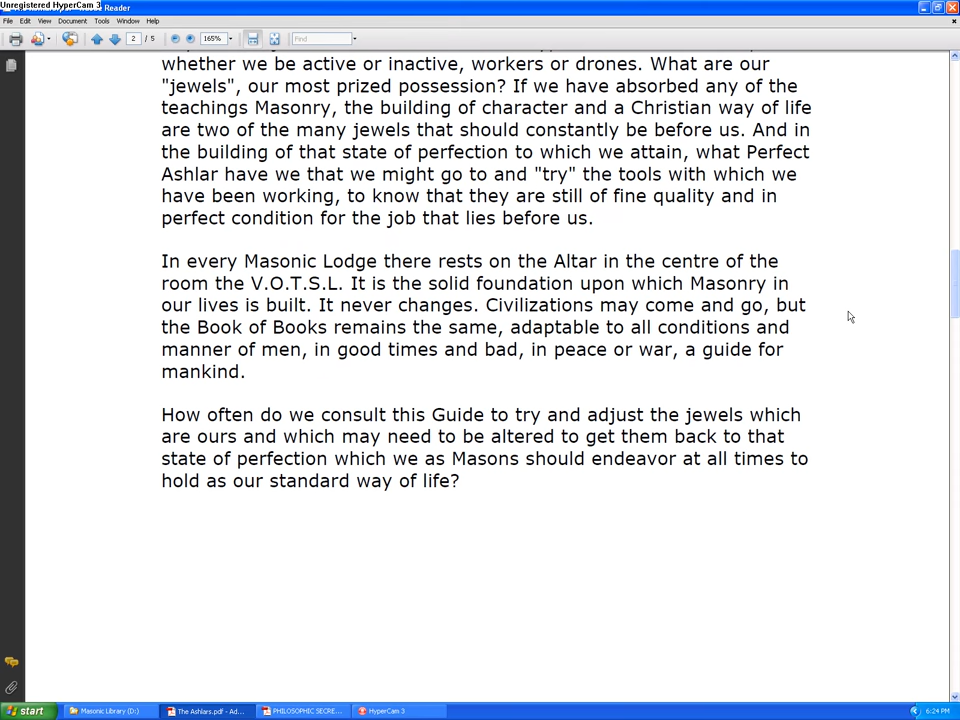 Unregistered HyperCam 3
Reader
File Edit View Document Tools Window Help
2 / 5 165% Find
whether we be active or inactive, workers or drones. What are our
"jewels", our most prized possession? If we have absorbed any of the
teachings Masonry, the building of character and a Christian way of life
are two of the many jewels that should constantly be before us. And in
the building of that state of perfection to which we attain, what Perfect
Ashlar have we that we might go to and "try" the tools with which we
have been working, to know that they are still of fine quality and in
perfect condition for the job that lies before us.
In every Masonic Lodge there rests on the Altar in the centre of the
room the V.O.T.S.L. It is the solid foundation upon which Masonry in
our lives is built. It never changes. Civilizations may come and go, but
the Book of Books remains the same, adaptable to all conditions and
manner of men, in good times and bad, in peace or war, a guide for
mankind.
How often do we consult this Guide to try and adjust the jewels which
are ours and which may need to be altered to get them back to that
state of perfection which we as Masons should endeavor at all times to
hold as our standard way of life?
start Masonic Library (D:) The Ashlars.pdf - Ad... PHILOSOPHIC SECRE... HyperCam 3 6:24 PM